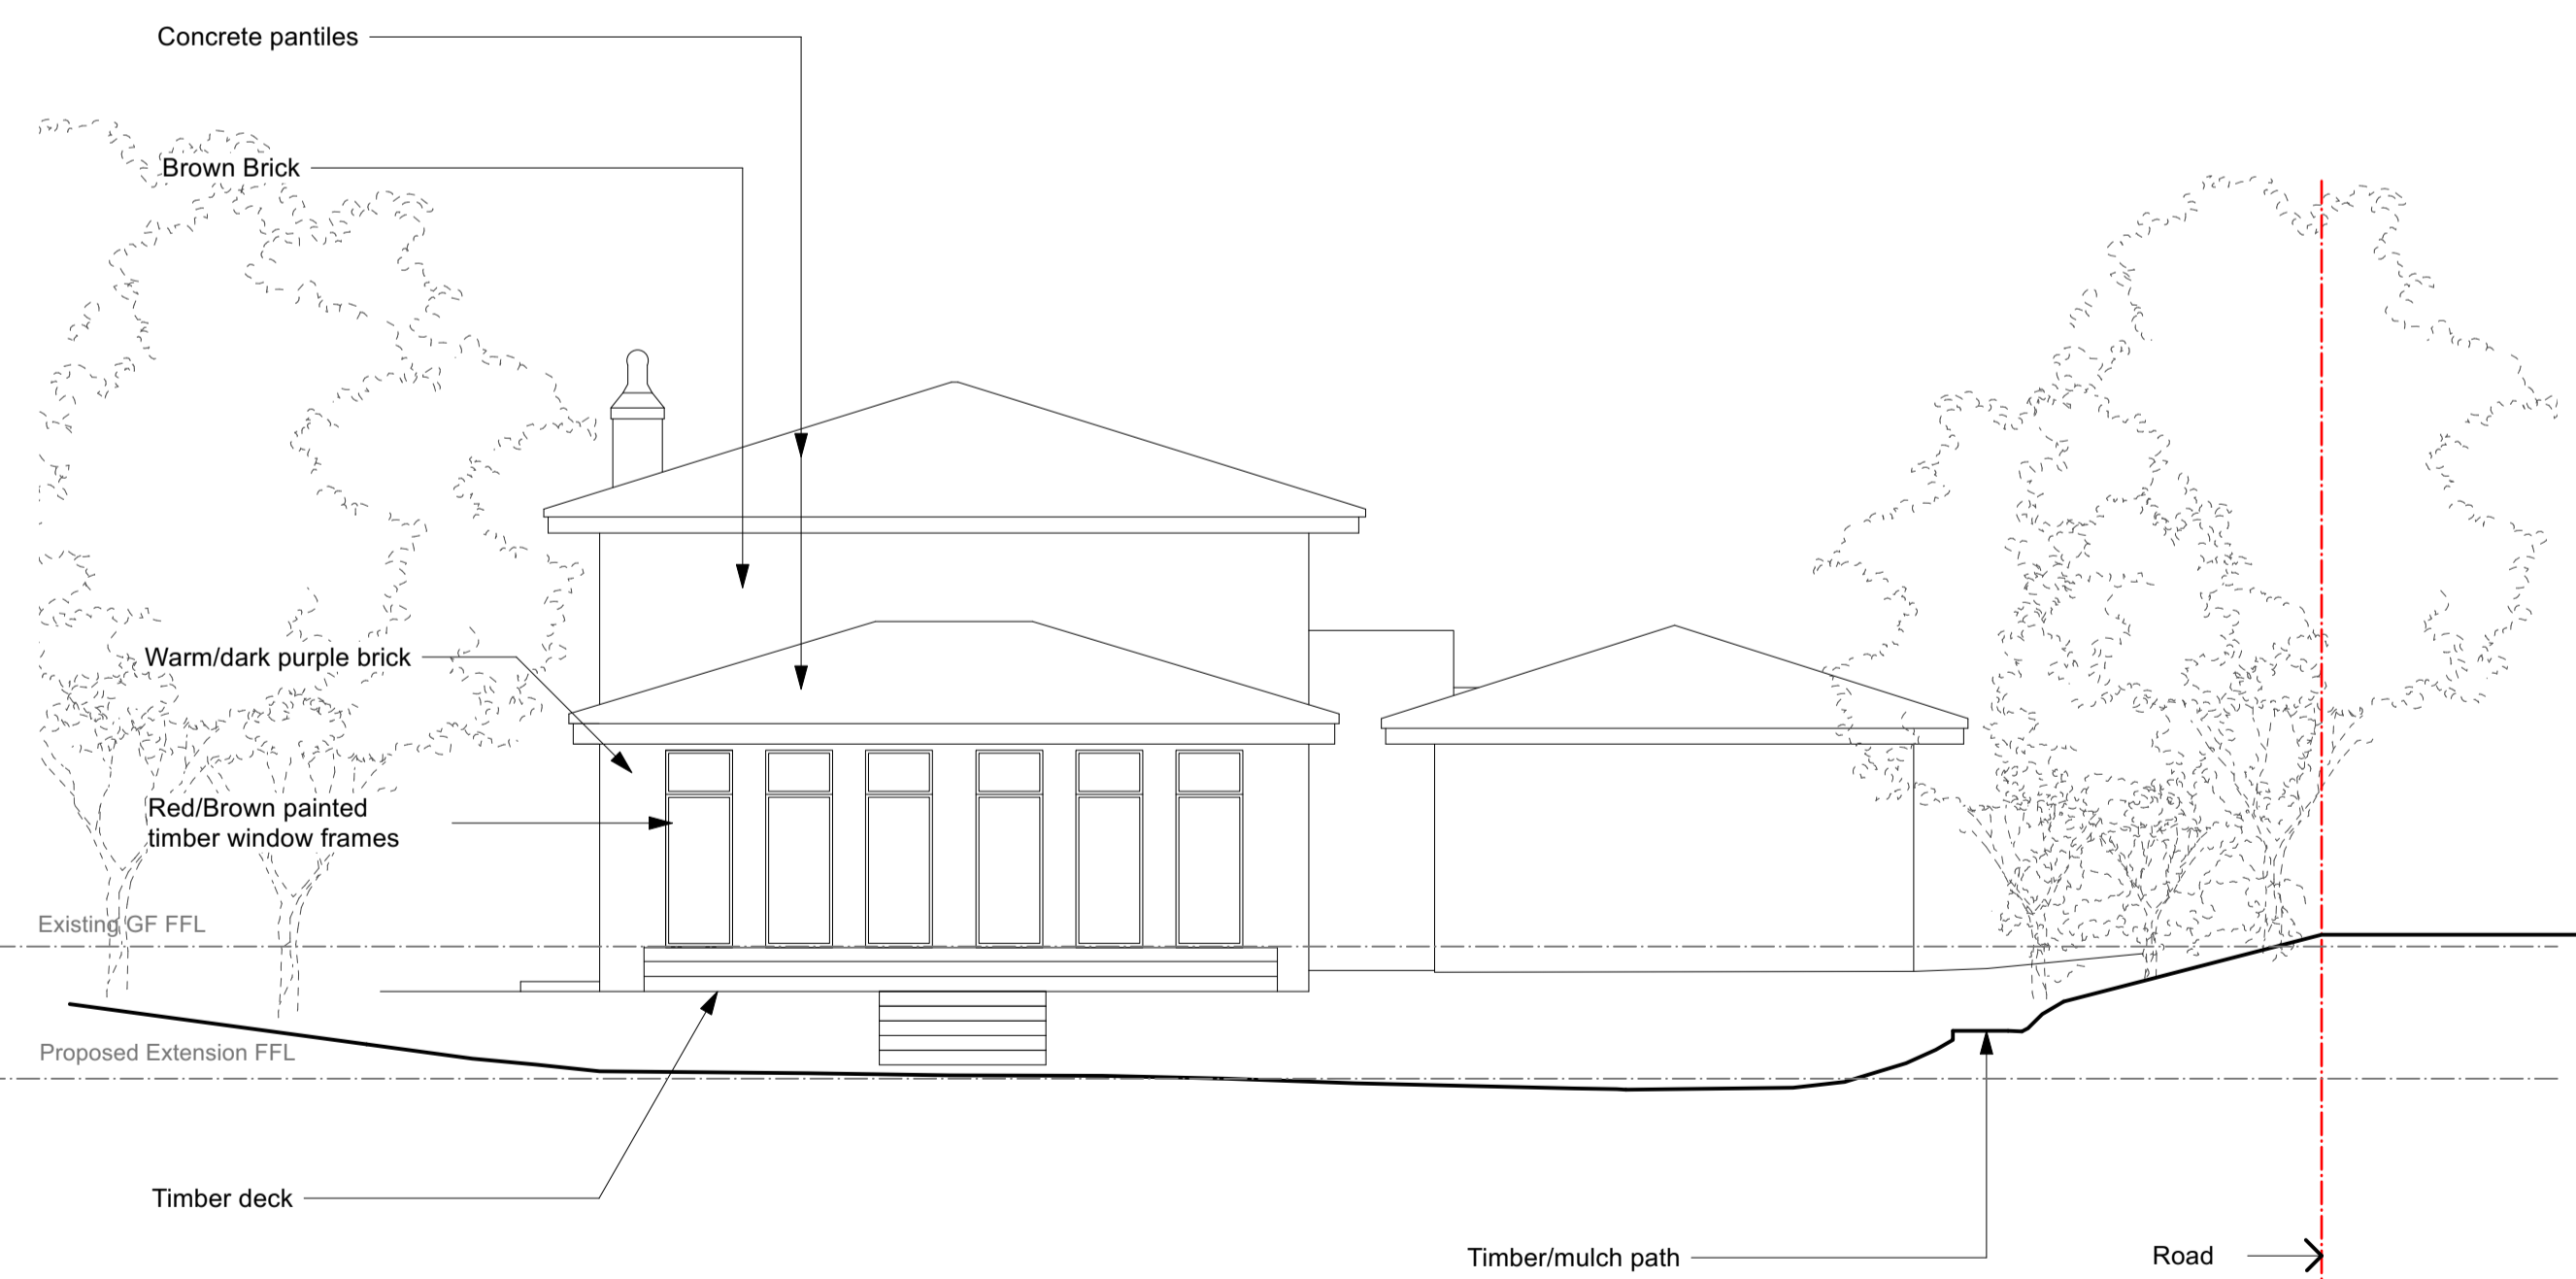 Concrete pantiles
Brown Brick
Warm/dark purple brick
Red/Brown painted
timber window frames
Existing GF FFL
Proposed Extension FFL
Timber deck
Timber/mulch path
Road